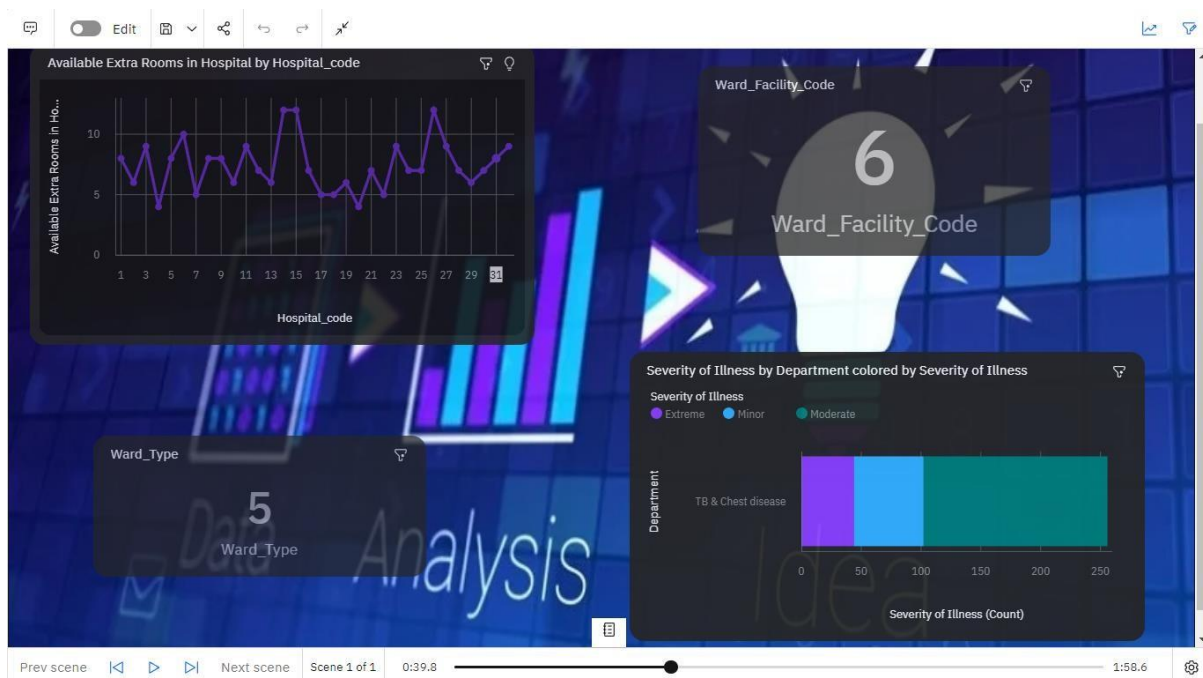 Edit
Available Extra Rooms in Hospital by Hospital_code
Available Extra Rooms in Ho...
10
5
0
1 3 5 7 9 11 13 15 17 19 21 23 25 27 29 31
Hospital_code
Ward_Facility_Code
6
Ward_Facility_Code
Severity of Illness by Department colored by Severity of Illness
Severity of Illness
Extreme Minor Moderate
Department
TB & Chest disease
0 50 100 150 200 250
Severity of Illness (Count)
Ward_Type
5
Ward_Type
Data Analysis Idea
Prev scene Next scene Scene 1 of 1 0:39.8 1:58.6